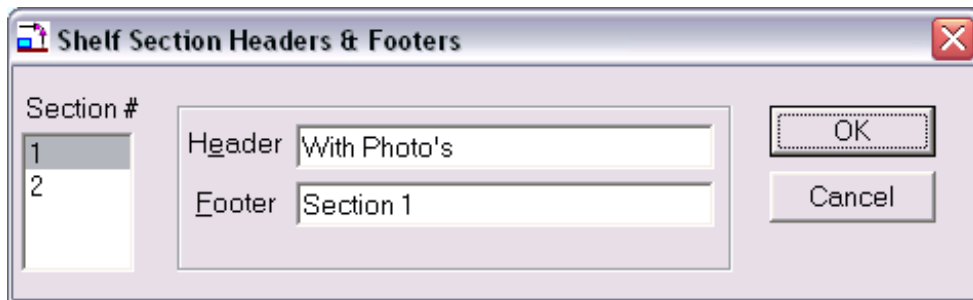 Shelf Section Headers & Footers
Section #
1
2
Header With Photo's
Footer Section 1
OK
Cancel